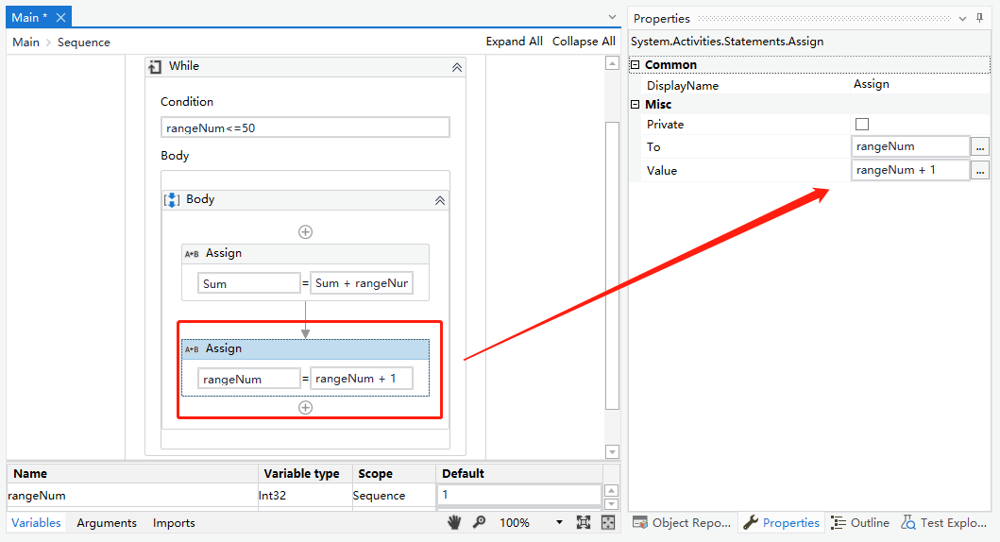 Main *
Main > Sequence
Expand All Collapse All
While
Condition
rangeNum<=50
Body
Body
A+B Assign
Sum = Sum + rangeNur
A+B Assign
rangeNum = rangeNum + 1
Name Variable type Scope Default
rangeNum Int32 Sequence 1
Variables Arguments Imports 100%
Properties
System.Activities.Statements.Assign
Common
DisplayName Assign
Misc
Private
To rangeNum ...
Value rangeNum + 1 ...
Object Repo... Properties Outline Test Explo...